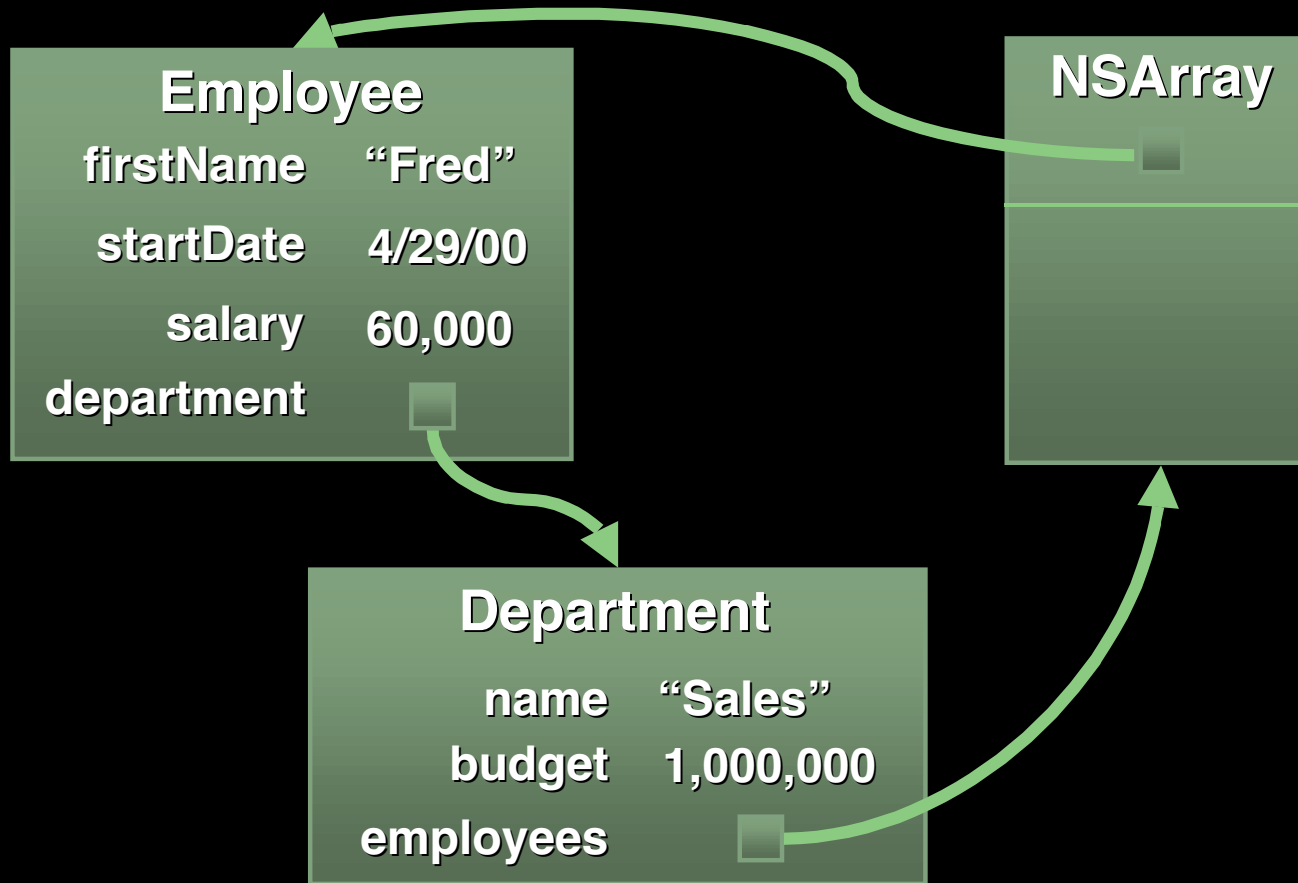 Employee
firstName “Fred”
startDate 4/29/00
salary 60,000
department
NSArray
Department
name “Sales”
budget 1,000,000
employees